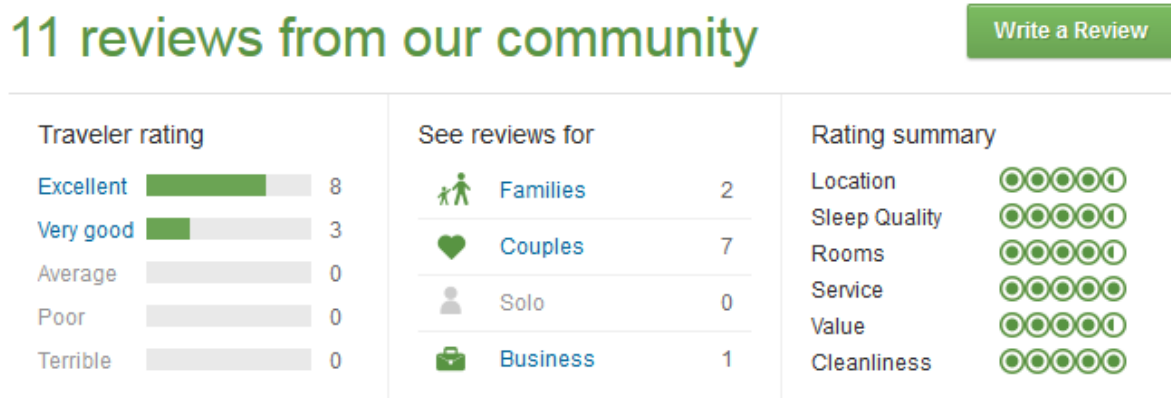 11 reviews from our community
Write a Review
Traveler rating
Excellent 8
Very good 3
Average 0
Poor 0
Terrible 0
See reviews for
Families 2
Couples 7
Solo 0
Business 1
Rating summary
Location
Sleep Quality
Rooms
Service
Value
Cleanliness